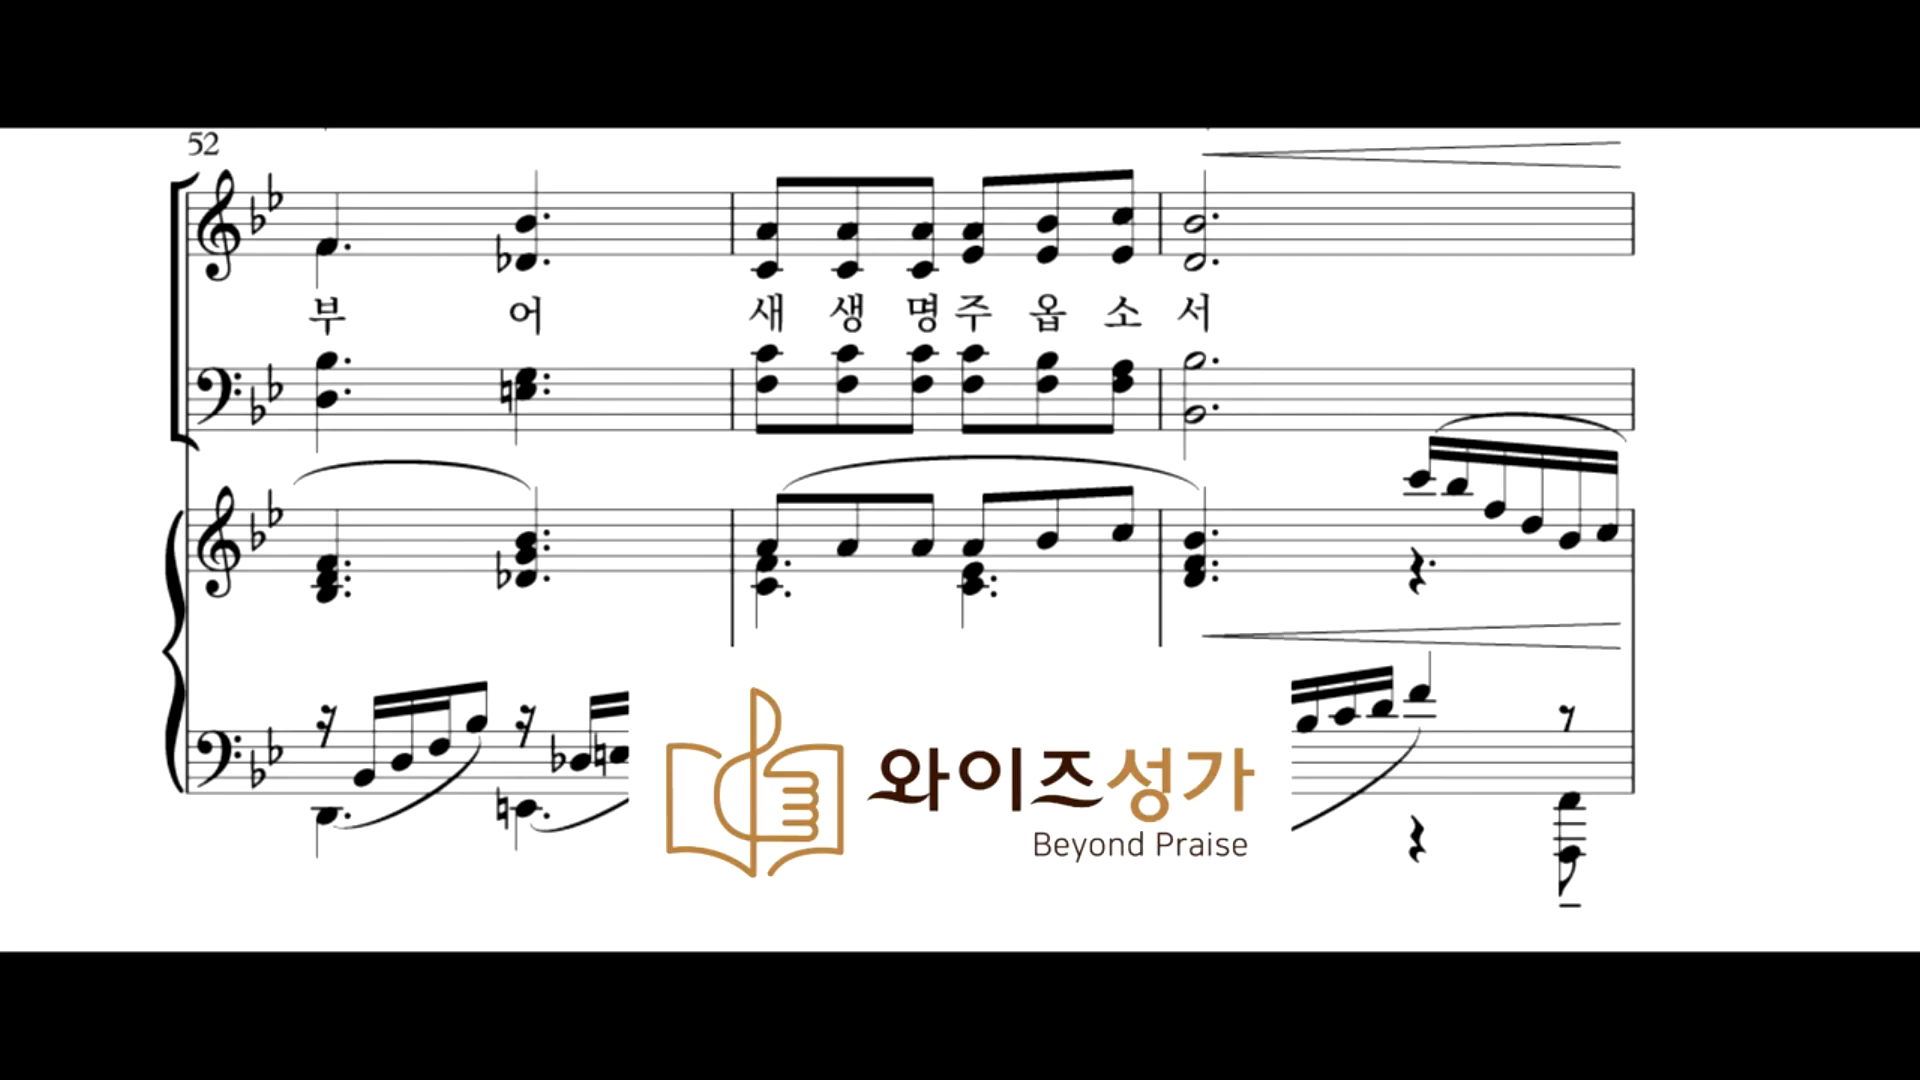 52
부 어 새 생 명 주 옵 소 서
와이즈성가
Beyond Praise